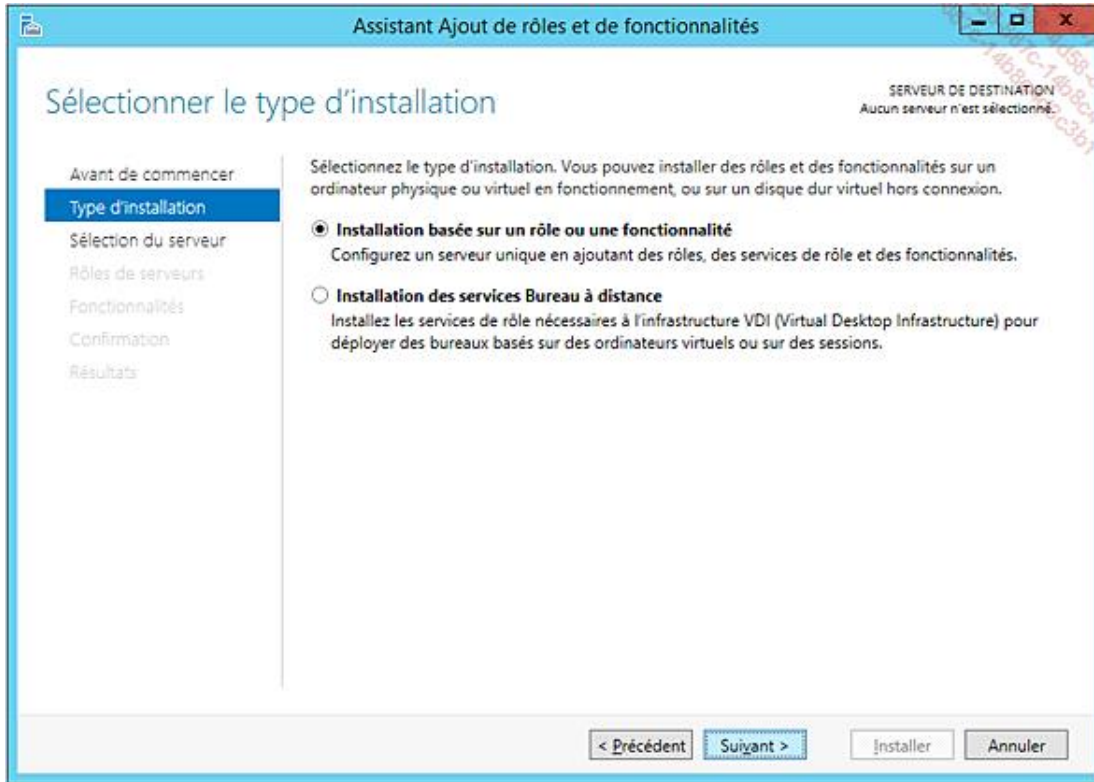 Assistant Ajout de rôles et de fonctionnalités
Sélectionner le type d'installation
SERVEUR DE DESTINATION
Aucun serveur n'est sélectionné.
Avant de commencer
Type d'installation
Sélection du serveur
Rôles de serveurs
Fonctionnalités
Confirmation
Résultats
Sélectionnez le type d'installation. Vous pouvez installer des rôles et des fonctionnalités sur un
ordinateur physique ou virtuel en fonctionnement, ou sur un disque dur virtuel hors connexion.
Installation basée sur un rôle ou une fonctionnalité
Configurez un serveur unique en ajoutant des rôles, des services de rôle et des fonctionnalités.
Installation des services Bureau à distance
Installez les services de rôle nécessaires à l'infrastructure VDI (Virtual Desktop Infrastructure) pour
déployer des bureaux basés sur des ordinateurs virtuels ou sur des sessions.
< Précédent
Suivant >
Installer
Annuler